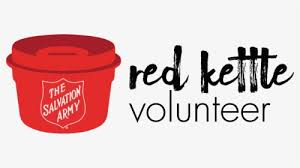 THE
SALVATION
ARMY
red kettle
volunteer